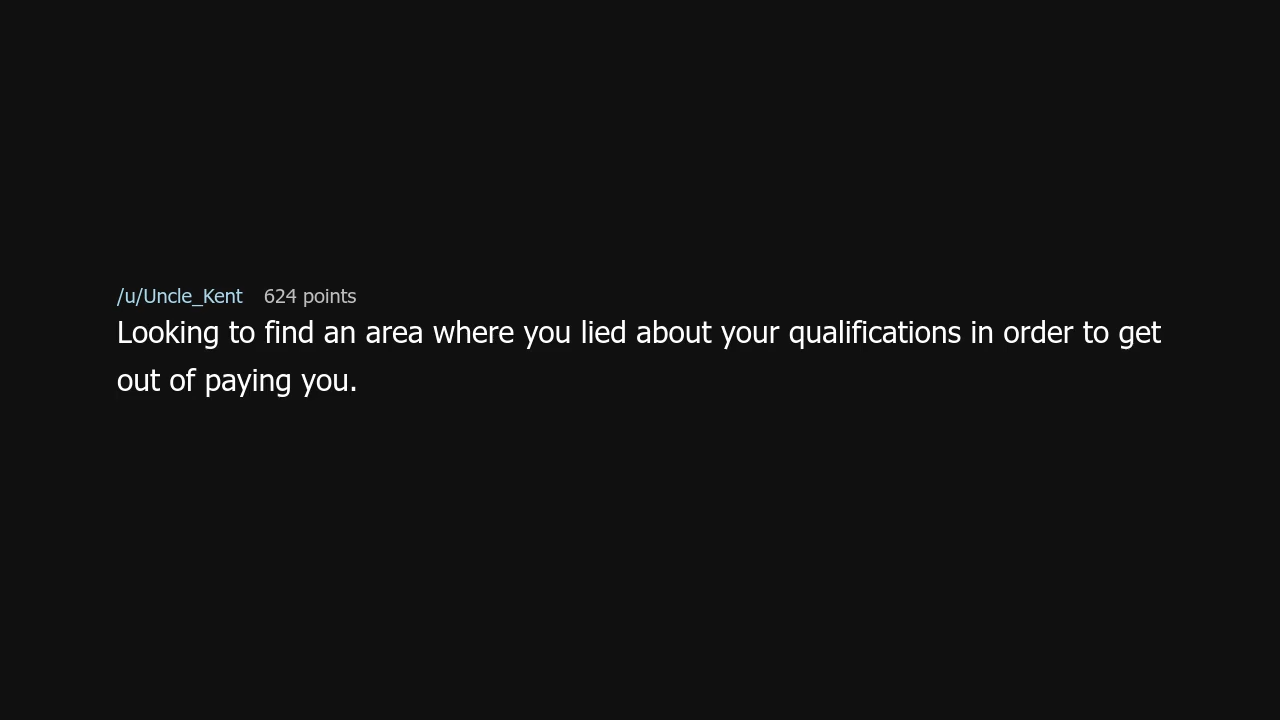 /u/Uncle_Kent 624 points
Looking to find an area where you lied about your qualifications in order to get
out of paying you.